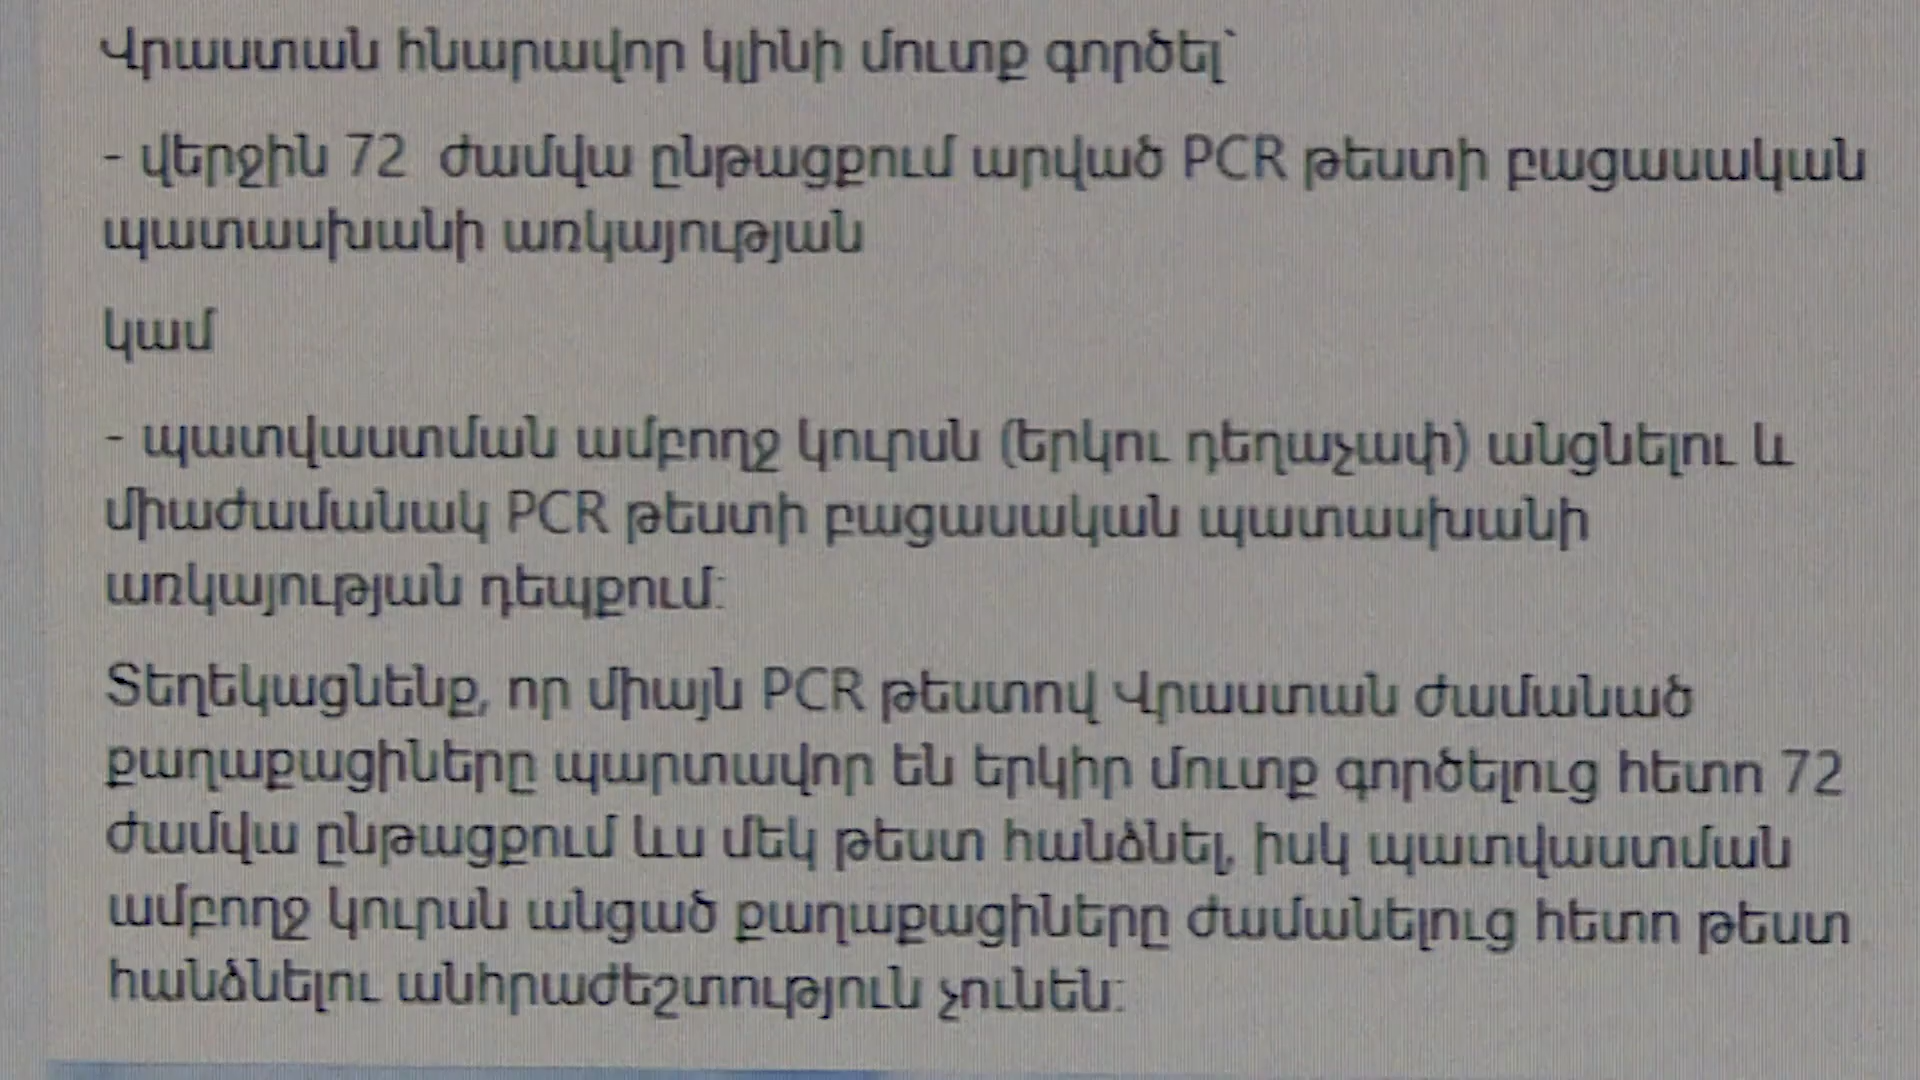 Վրաստան հնարավոր կլինի մուտք գործել՝
- վերջին 72 ժամվա ընթացքում արված PCR թեստի բացասական
պատասխանի առկայության
կամ
- պատվաստման ամբողջ կուրսն (երկու դեղաչափ) անցնելու և
միաժամանակ PCR թեստի բացասական պատասխանի
առկայության դեպքում:
Տեղեկացնենք, որ միայն PCR թեստով Վրաստան ժամանած
քաղաքացիները պարտավոր են երկիր մուտք գործելուց հետո 72
ժամվա ընթացքում ևս մեկ թեստ հանձնել, իսկ պատվաստման
ամբողջ կուրսն անցած քաղաքացիները ժամանելուց հետո թեստ
հանձնելու անհրաժեշտություն չունեն: